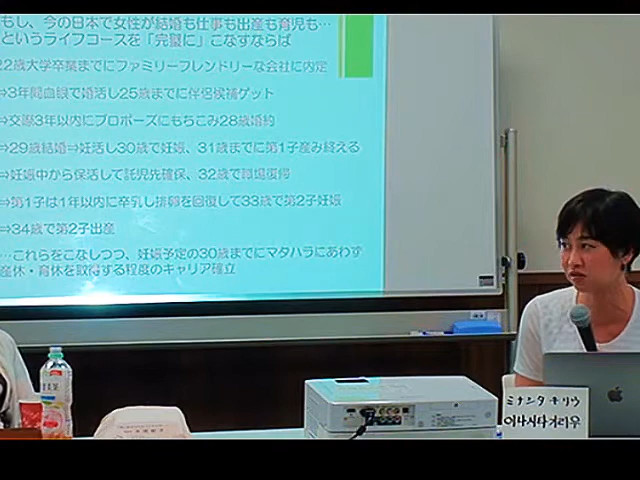 もし、今の日本で女性が結婚も仕事も出産も育児も…
というライフコースを「完璧に」こなすならば
22歳大学卒業までにファミリーフレンドリーな会社に内定
⇒3年間血眼で婚活し25歳までに伴侶候補ゲット
⇒交際3年以内にプロポーズにもちこみ28歳婚約
⇒29歳結婚⇒妊活し30歳で妊娠、31歳までに第1子産み終える
⇒妊娠中から保活して託児先確保、32歳で職場復帰
⇒第1子は1年以内に卒乳し排卵を回復して33歳で第2子妊娠
⇒34歳で第2子出産
…これらをこなしつつ、妊娠予定の30歳までにマタハラにあわず
産休・育休を取得する程度のキャリア確立
ミナシタ キリウ
미나시타 키리우